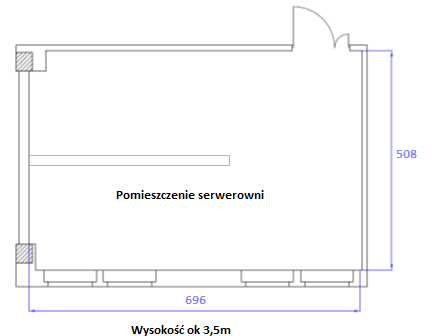 508
Pomieszczenie serwerowni
696
Wysokość ok 3,5m